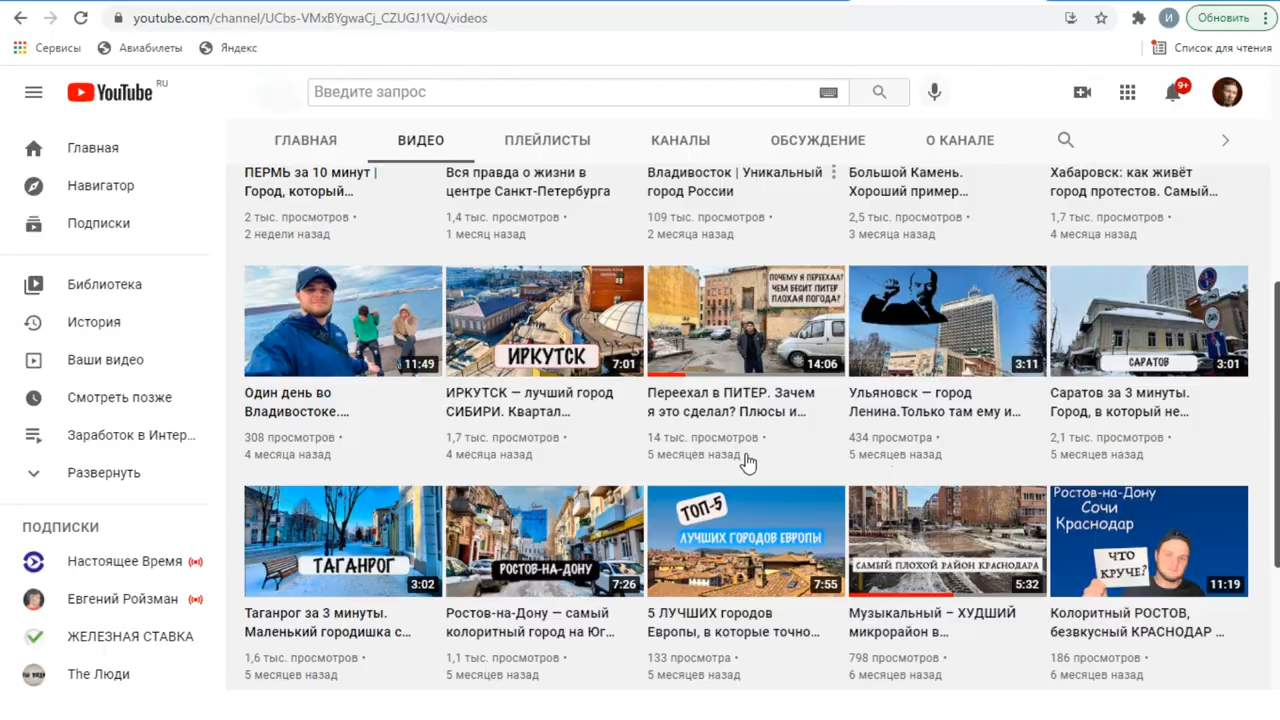 youtube.com/channel/UCbs-VMxBYgwaCj_CZUGJ1VQ/videos
И
Обновить
Сервисы
Авиабилеты
Яндекс
Список для чтения
YouTube RU
Введите запрос
9+
Главная
Навигатор
Подписки
Библиотека
История
Ваши видео
Смотреть позже
Заработок в Интер...
Развернуть
ПОДПИСКИ
Настоящее Время
Евгений Ройзман
ЖЕЛЕЗНАЯ СТАВКА
The Люди
ГЛАВНАЯ
ВИДЕО
ПЛЕЙЛИСТЫ
КАНАЛЫ
ОБСУЖДЕНИЕ
О КАНАЛЕ
ПЕРМЬ за 10 минут |
Город, который...
2 тыс. просмотров •
2 недели назад
Вся правда о жизни в
центре Санкт-Петербурга
1,4 тыс. просмотров •
1 месяц назад
Владивосток | Уникальный
город России
109 тыс. просмотров •
2 месяца назад
Большой Камень.
Хороший пример...
2,5 тыс. просмотров •
3 месяца назад
Хабаровск: как живёт
город протестов. Самый...
1,7 тыс. просмотров •
4 месяца назад
11:49
Один день во
Владивостоке....
308 просмотров •
4 месяца назад
ИРКУТСК
7:01
ИРКУТСК — лучший город
СИБИРИ. Квартал...
1,7 тыс. просмотров •
4 месяца назад
ПОЧЕМУ Я ПЕРЕЕХАЛ?
ЧЕМ БЕСИТ ПИТЕР
ПЛОХАЯ ПОГОДА?
14:06
Переехал в ПИТЕР. Зачем
я это сделал? Плюсы и...
14 тыс. просмотров •
5 месяцев назад
3:11
Ульяновск — город
Ленина.Только там ему и...
434 просмотра •
5 месяцев назад
САРАТОВ
3:01
Саратов за 3 минуты.
Город, в который не...
2,1 тыс. просмотров •
5 месяцев назад
ТАГАНРОГ
3:02
Таганрог за 3 минуты.
Маленький городишка с...
1,6 тыс. просмотров •
5 месяцев назад
РОСТОВ-НА-ДОНУ
7:26
Ростов-на-Дону — самый
колоритный город на Юг...
1,1 тыс. просмотров •
5 месяцев назад
ТОП-5
ЛУЧШИХ ГОРОДОВ ЕВРОПЫ
7:55
5 ЛУЧШИХ городов
Европы, в которые точно...
133 просмотра •
5 месяцев назад
САМЫЙ ПЛОХОЙ РАЙОН КРАСНОДАРА
5:32
Музыкальный – ХУДШИЙ
микрорайон в...
798 просмотров •
6 месяцев назад
Ростов-на-Дону
Сочи
Краснодар
ЧТО
КРУЧЕ?
11:19
Колоритный РОСТОВ,
безвкусный КРАСНОДАР ...
186 просмотров •
6 месяцев назад